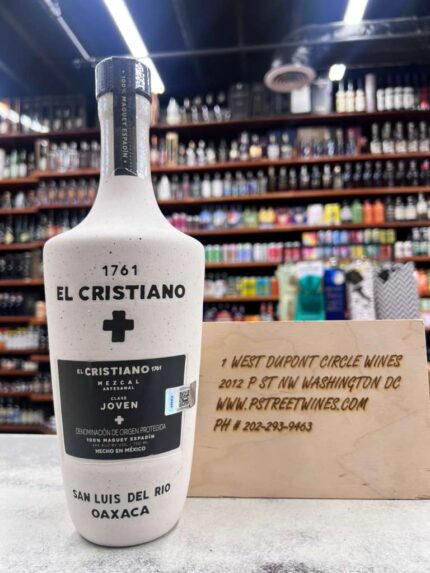 100% MAGUEY ESPADÍN
1761
EL CRISTIANO
EL CRISTIANO 1761
MEZCAL
ARTESANAL
CLASE
JOVEN
DENOMINACIÓN DE ORIGEN PROTEGIDA
100% MAGUEY ESPADÍN
HECHO EN MÉXICO
SAN LUIS DEL RIO
OAXACA
1 WEST DUPONT CIRCLE WINES
2012 P ST NW WASHINGTON DC
WWW.PSTREETWINES.COM
PH # 202-293-9463